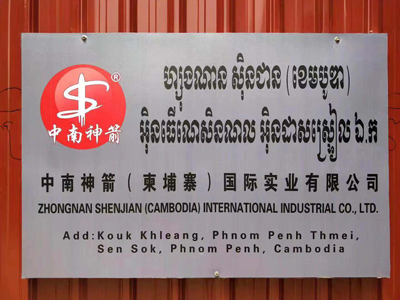 ®
中南神箭
ហ្សុងណាន ស៊ិនជាន (ខេមបូឌា)
អ៊ិនធើណេសិនណល អ៊ិនដាសស្ទ្រៀល ឯ.ក
中南神箭（柬埔寨）国际实业有限公司
ZHONGNAN SHENJIAN (CAMBODIA) INTERNATIONAL INDUSTRIAL CO., LTD.
Add:Kouk Khleang, Phnom Penh Thmei,
Sen Sok, Phnom Penh, Cambodia